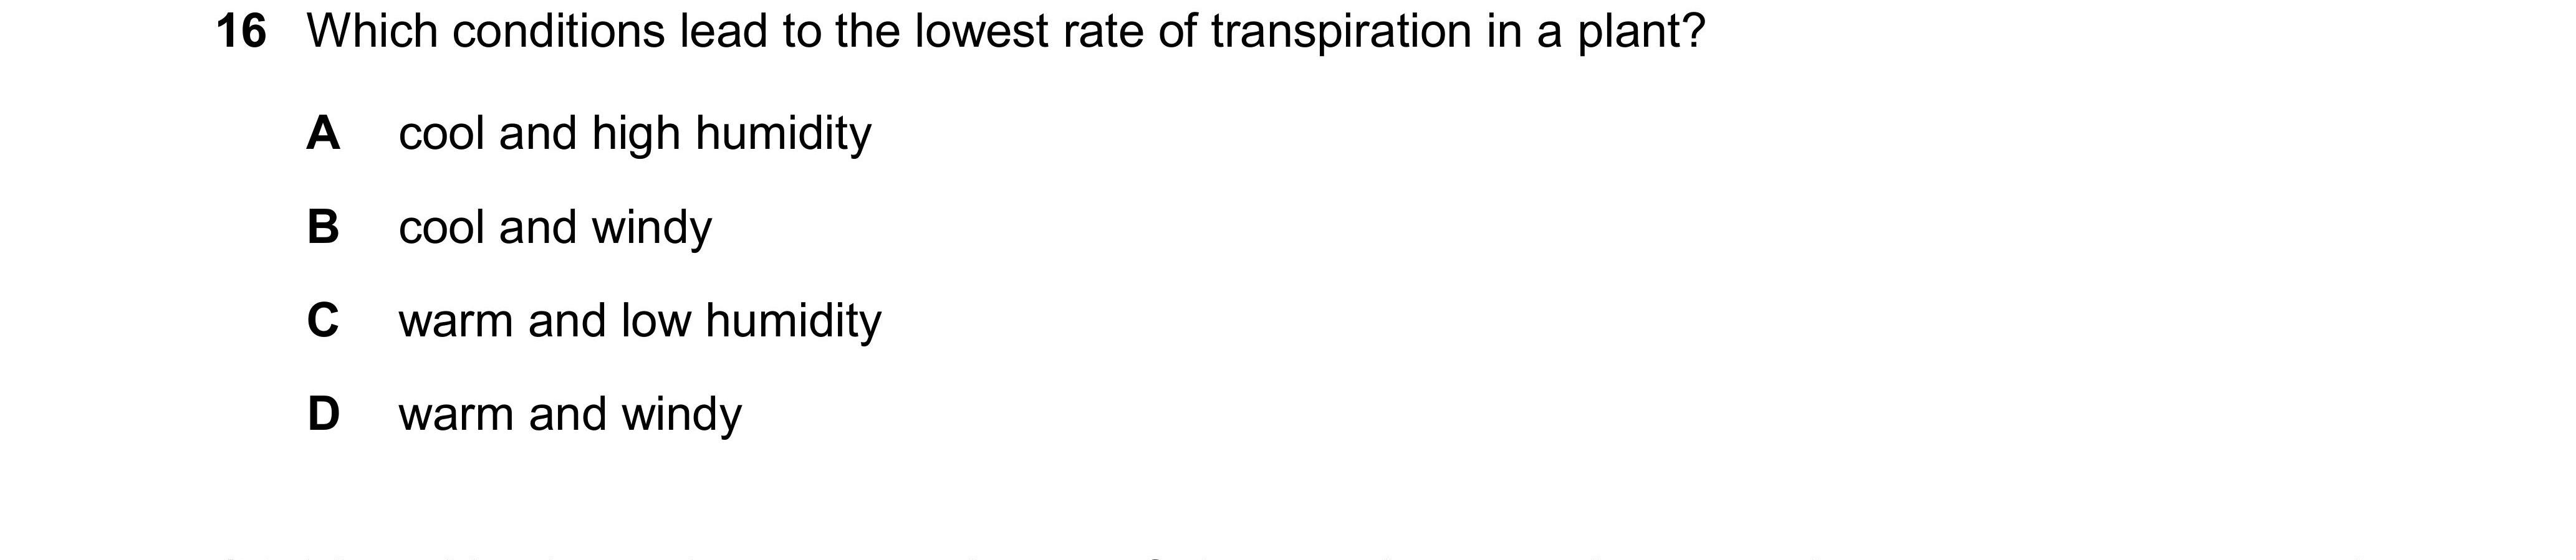 16 Which conditions lead to the lowest rate of transpiration in a plant?
A cool and high humidity
B cool and windy
C warm and low humidity
D warm and windy